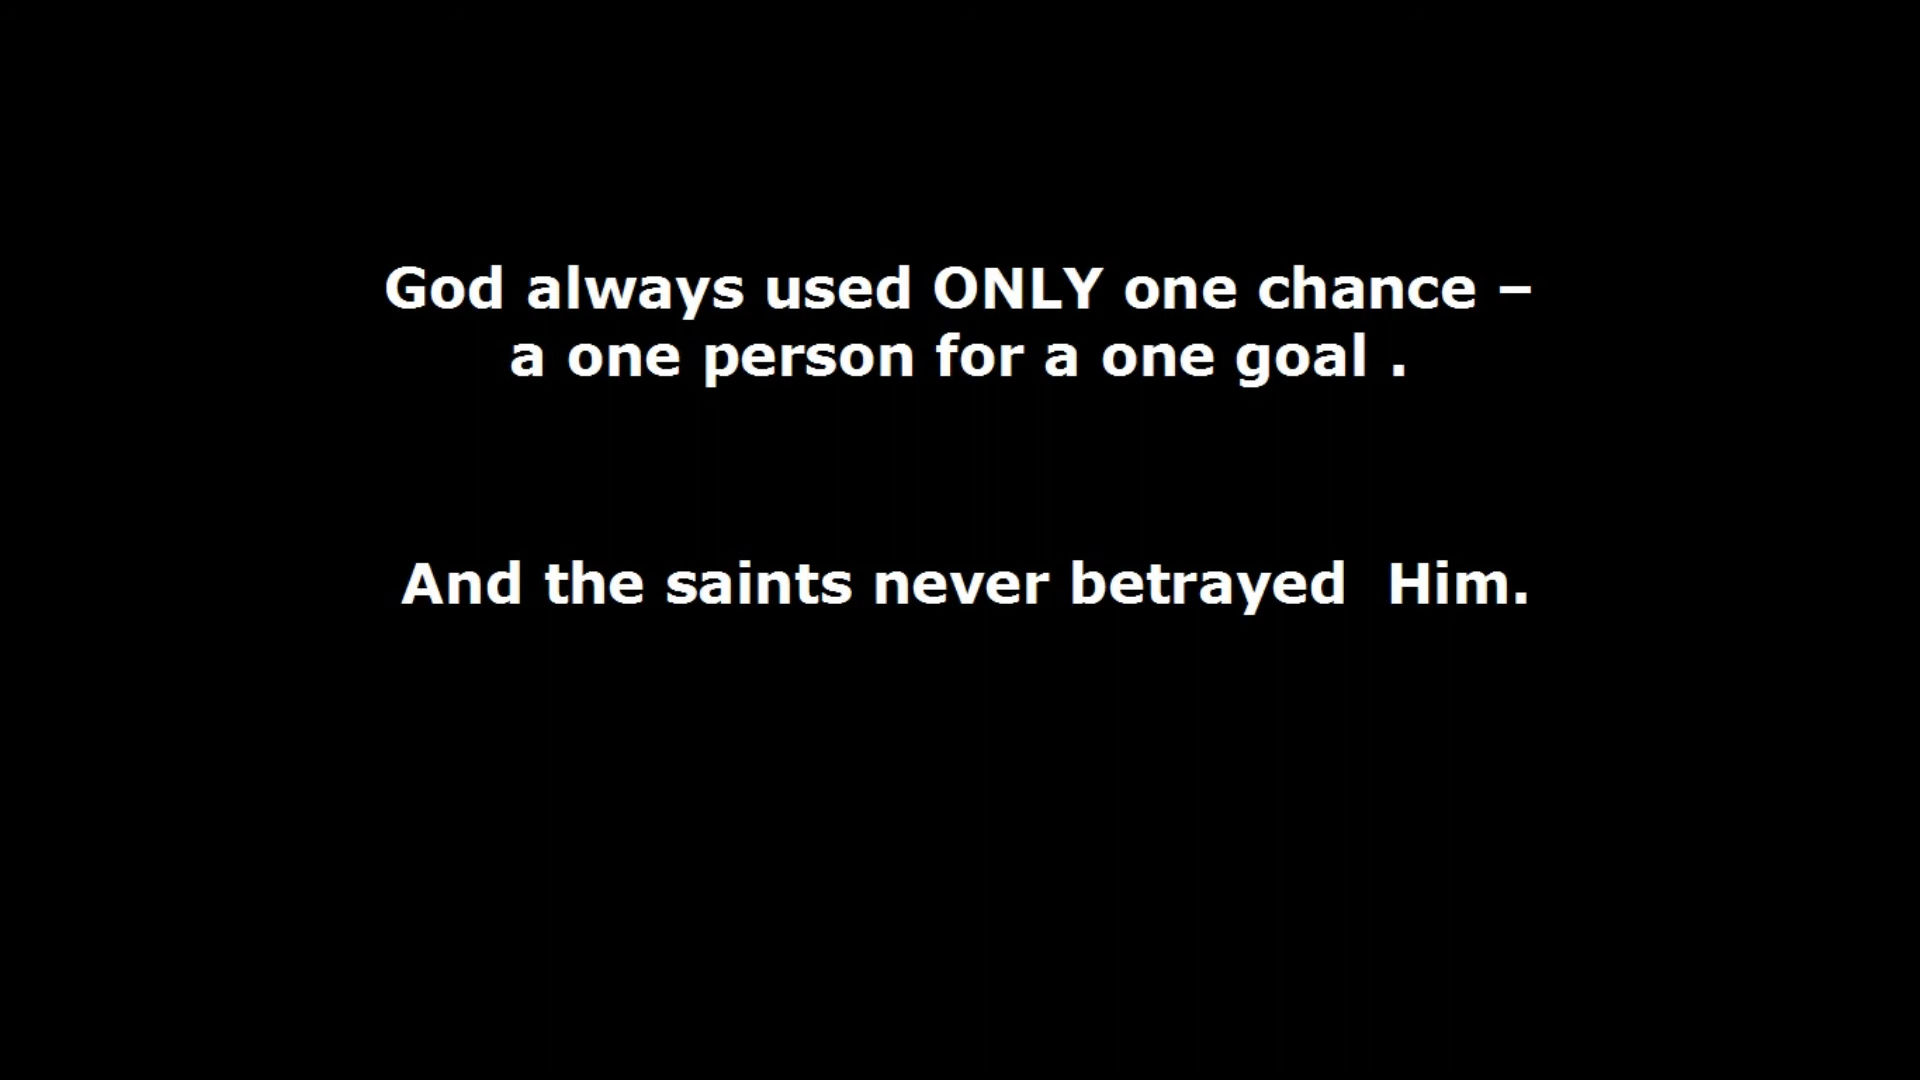 God always used ONLY one chance –
a one person for a one goal .
And the saints never betrayed  Him.